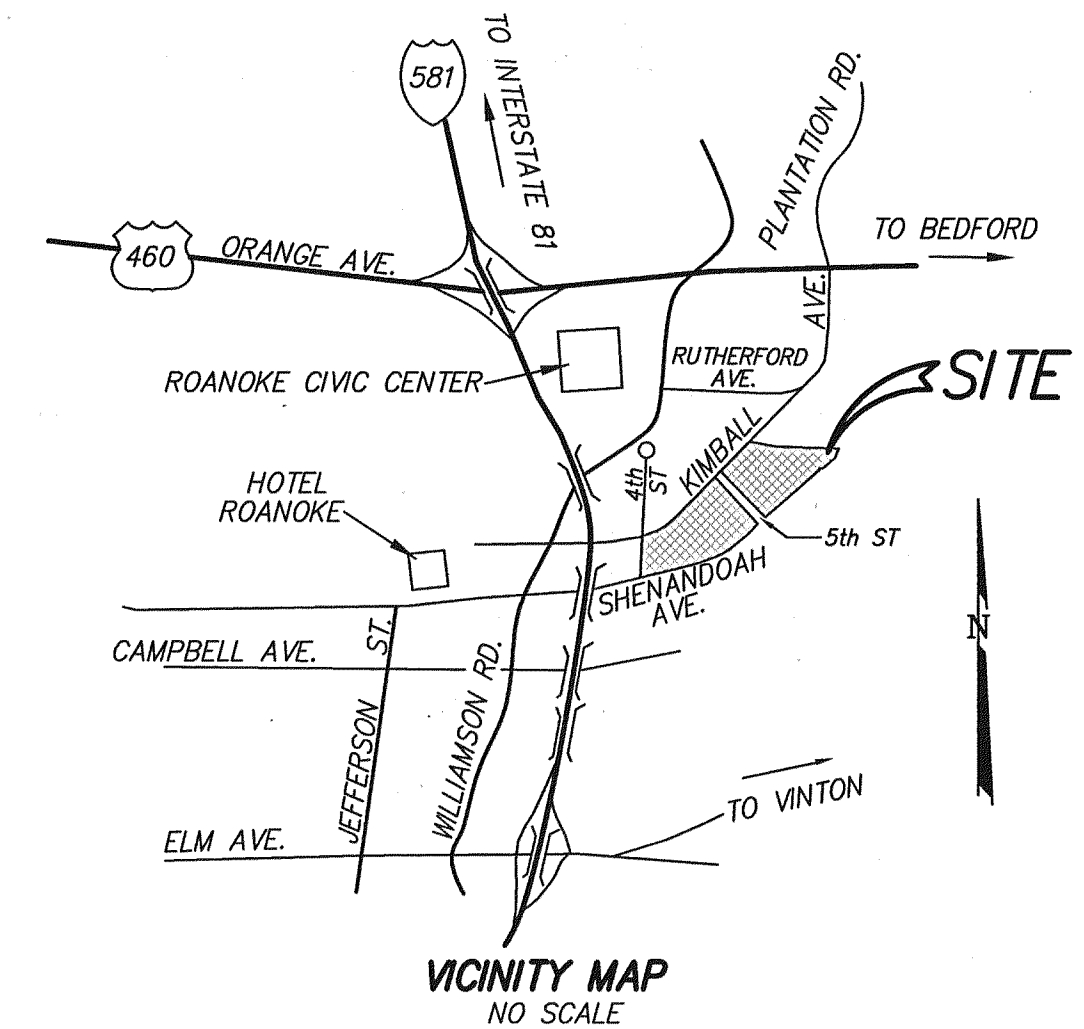 581
TO INTERSTATE 81
PLANTATION RD.
460
ORANGE AVE.
TO BEDFORD
AVE.
ROANOKE CIVIC CENTER
RUTHERFORD
AVE.
SITE
KIMBALL
4th
ST
HOTEL
ROANOKE
5th ST
SHENANDOAH
AVE.
N
CAMPBELL AVE.
JEFFERSON ST.
WILLIAMSON RD.
TO VINTON
ELM AVE.
VICINITY MAP
NO SCALE